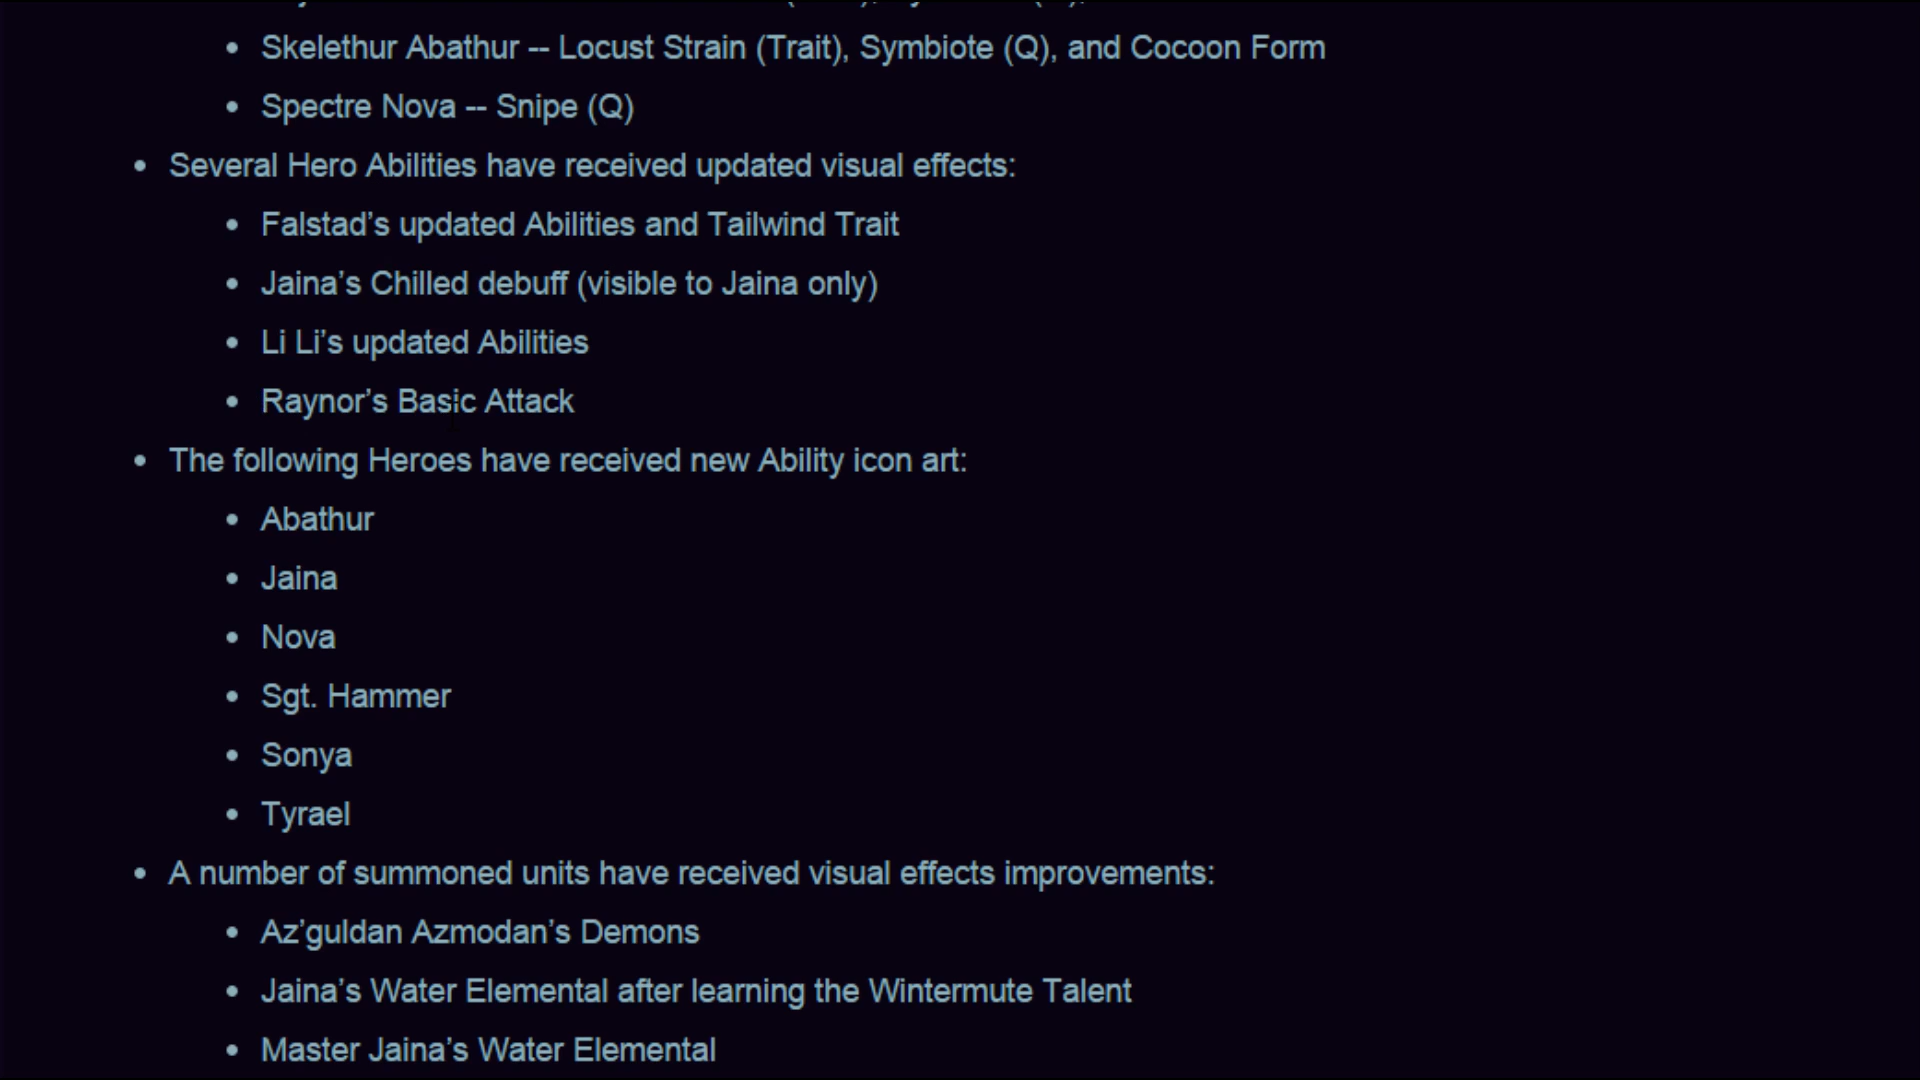 • Skelethur Abathur -- Locust Strain (Trait), Symbiote (Q), and Cocoon Form
• Spectre Nova -- Snipe (Q)
• Several Hero Abilities have received updated visual effects:
• Falstad’s updated Abilities and Tailwind Trait
• Jaina’s Chilled debuff (visible to Jaina only)
• Li Li’s updated Abilities
• Raynor’s Basic Attack
• The following Heroes have received new Ability icon art:
• Abathur
• Jaina
• Nova
• Sgt. Hammer
• Sonya
• Tyrael
• A number of summoned units have received visual effects improvements:
• Az’guldan Azmodan’s Demons
• Jaina’s Water Elemental after learning the Wintermute Talent
• Master Jaina’s Water Elemental